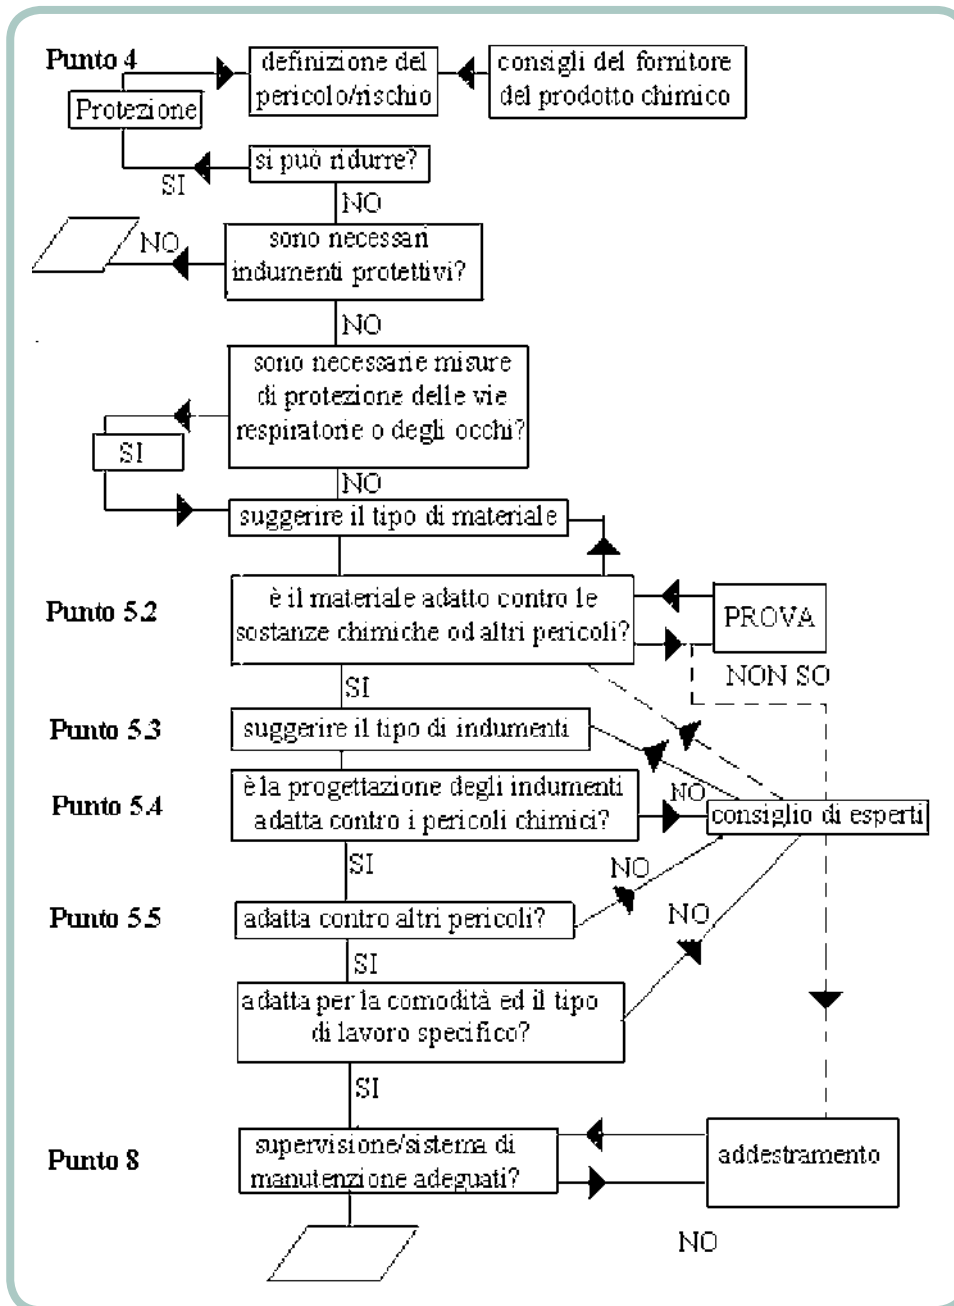 Punto 4
definizione del
pericolo/rischio
consigli del fornitore
del prodotto chimico
Protezione
si può ridurre?
SI
NO
sono necessari
indumenti protettivi?
NO
NO
sono necessarie misure
di protezione delle vie
respiratorie o degli occhi?
SI
NO
suggerire il tipo di materiale
Punto 5.2
è il materiale adatto contro le
sostanze chimiche od altri pericoli?
PROVA
NON SO
SI
Punto 5.3
suggerire il tipo di indumenti
Punto 5.4
è la progettazione degli indumenti
adatta contro i pericoli chimici?
NO
consiglio di esperti
SI
NO
Punto 5.5
adatta contro altri pericoli?
NO
SI
adatta per la comodità ed il tipo
di lavoro specifico?
SI
Punto 8
supervisione/sistema di
manutenzione adeguati?
addestramento
NO